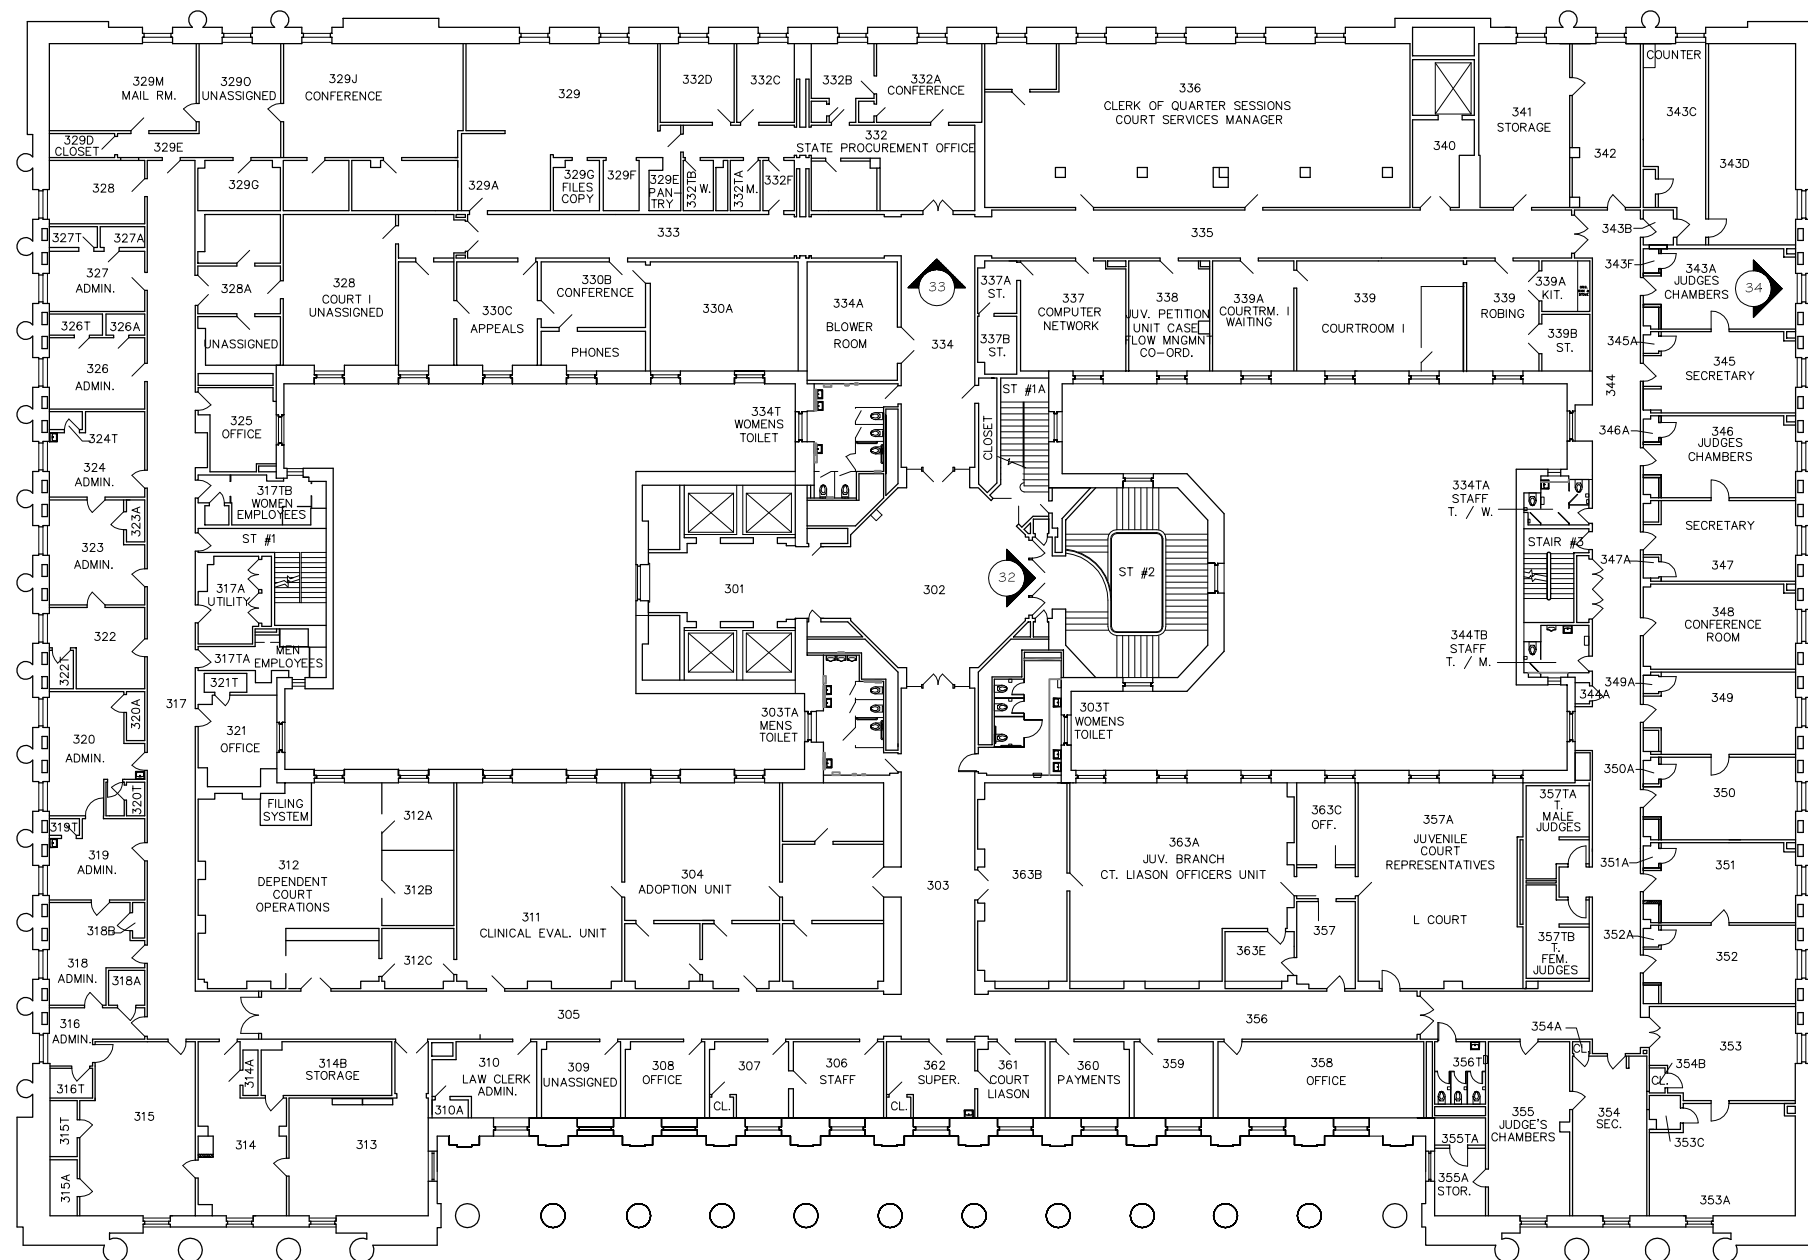 329M
MAIL RM.
329O
UNASSIGNED
329J
CONFERENCE
329
332D
332C
332B
332A
CONFERENCE
336
CLERK OF QUARTER SESSIONS
COURT SERVICES MANAGER
341
STORAGE
COUNTER
343C
329D
CLOSET
329E
332
STATE PROCUREMENT OFFICE
340
342
343D
328
329G
329A
329G
FILES
COPY
329F
329E
PAN-
TRY
332TB
W.
332TA
M.
332F
327T
327A
327
ADMIN.
333
335
343B
343F
343A
JUDGES
CHAMBERS
34
328A
328
COURT I
UNASSIGNED
330C
APPEALS
330B
CONFERENCE
330A
334A
BLOWER
ROOM
33
334
337A
ST.
337B
ST.
337
COMPUTER
NETWORK
338
JUV. PETITION
UNIT CASE
FLOW MNGMNT
CO-ORD.
339A
COURTRM. I
WAITING
339
COURTROOM I
339
ROBING
339A
KIT.
339B
ST.
326T
326A
326
ADMIN.
UNASSIGNED
PHONES
345A
345
SECRETARY
344
325
OFFICE
334T
WOMENS
TOILET
CLOSET
ST #1A
346A
346
JUDGES
CHAMBERS
324T
324
ADMIN.
317TB
WOMEN
EMPLOYEES
334TA
STAFF
T. / W.
323A
323
ADMIN.
ST #1
STAIR #3
SECRETARY
347A
347
317A
UTILITY
301
302
32
ST #2
322
322T
317TA
MEN
EMPLOYEES
344TB
STAFF
T. / M.
348
CONFERENCE
ROOM
321T
317
320A
320
ADMIN.
320T
321
OFFICE
303TA
MENS
TOILET
303T
WOMENS
TOILET
344A
349A
349
350A
350
319T
319
ADMIN.
FILING
SYSTEM
312A
312
DEPENDENT
COURT
OPERATIONS
312B
312C
311
CLINICAL EVAL. UNIT
304
ADOPTION UNIT
303
363B
363A
JUV. BRANCH
CT. LIASON OFFICERS UNIT
363C
OFF.
357A
JUVENILE
COURT
REPRESENTATIVES
L COURT
357TA
T.
MALE
JUDGES
351A
351
318B
318
ADMIN.
318A
363E
357
357TB
T.
FEM.
JUDGES
352A
352
316
ADMIN.
305
356
354A
353
316T
314A
314B
STORAGE
310
LAW CLERK
ADMIN.
310A
309
UNASSIGNED
308
OFFICE
307
CL.
306
STAFF
362
SUPER.
CL.
361
COURT
LIASON
360
PAYMENTS
359
358
OFFICE
356T
CL.
354B
CL.
315T
315
315A
314
313
355TA
355A
STOR.
355
JUDGE'S
CHAMBERS
354
SEC.
353C
353A